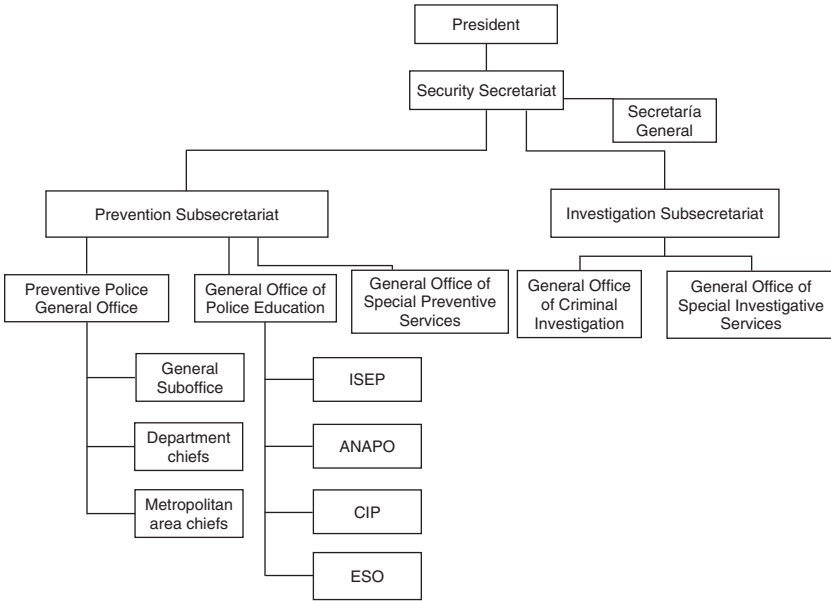 President
Security Secretariat
Secretaría
General
Prevention Subsecretariat
Investigation Subsecretariat
Preventive Police
General Office
General Office of
Police Education
General Office of
Special Preventive
Services
General Office
of Criminal
Investigation
General Office of
Special Investigative
Services
General
Suboffice
Department
chiefs
Metropolitan
area chiefs
ISEP
ANAPO
CIP
ESO